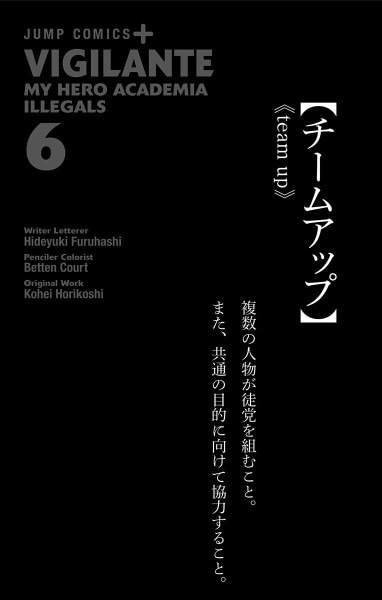 JUMP COMICS+
VIGILANTE
MY HERO ACADEMIA
ILLEGALS
6
Writer Letterer
Hideyuki Furuhashi
Penciler Colorist
Betten Court
Original Work
Kohei Horikoshi
【チームアップ】
《team up》
複数の人物が徒党を組むこと。
また、共通の目的に向けて協力すること。